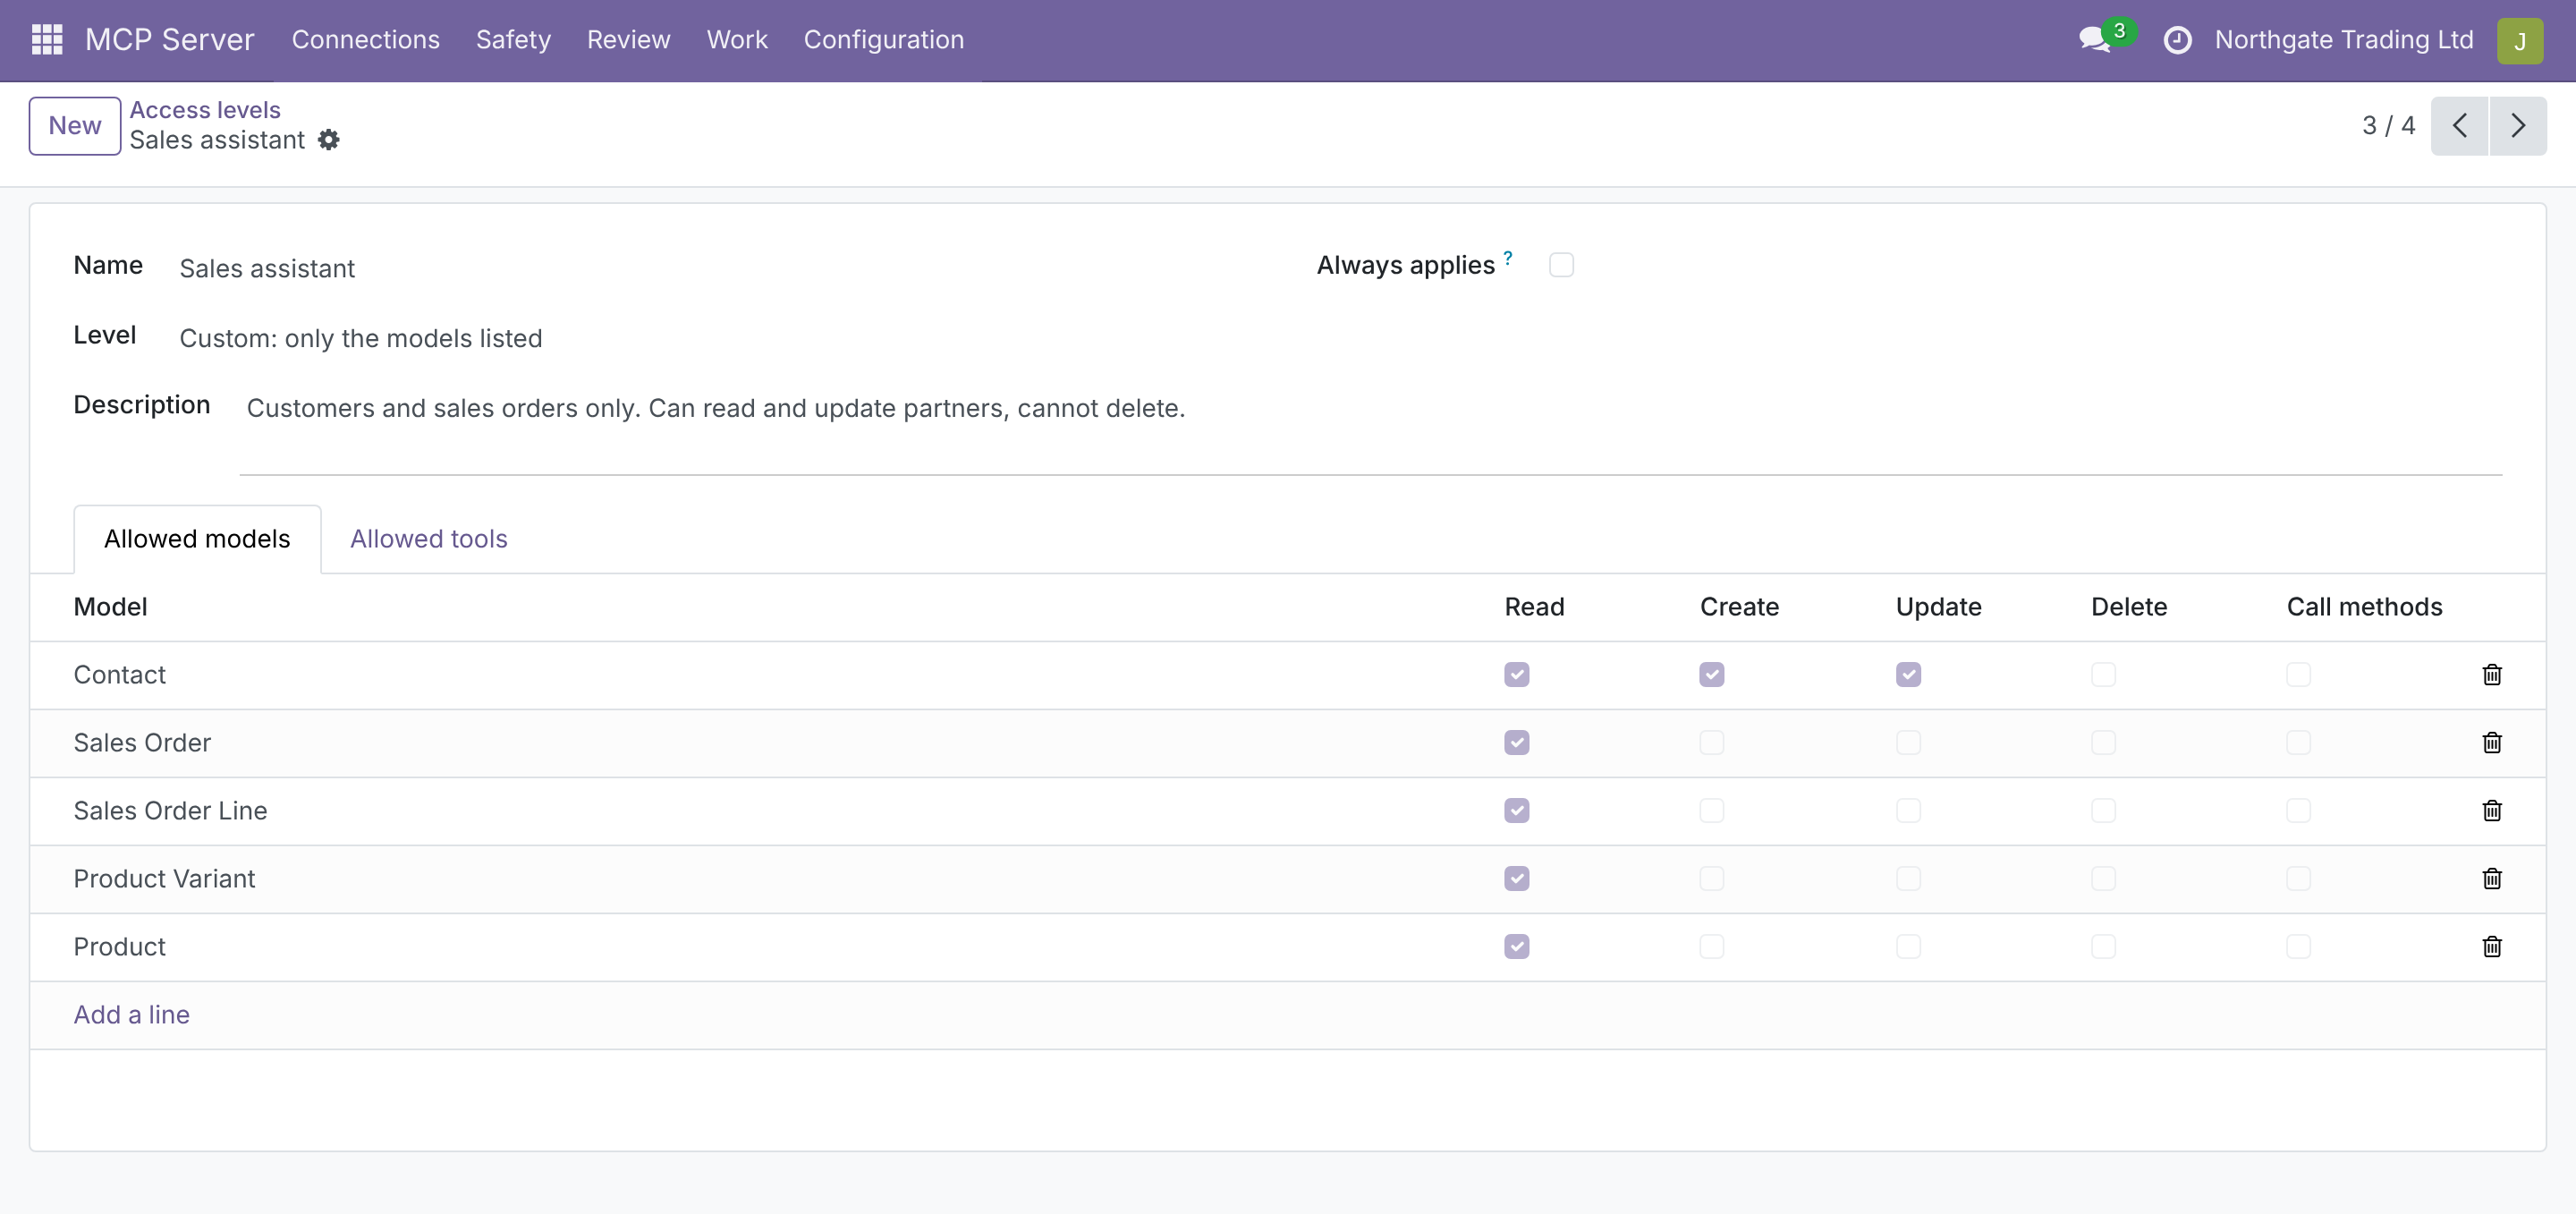 MCP Server Connections Safety Review Work Configuration 3 Northgate Trading Ltd J
New Access levels
Sales assistant
3 / 4
Name Sales assistant Always applies ?
Level Custom: only the models listed
Description Customers and sales orders only. Can read and update partners, cannot delete.
Allowed models Allowed tools
Model Read Create Update Delete Call methods
Contact
Sales Order
Sales Order Line
Product Variant
Product
Add a line